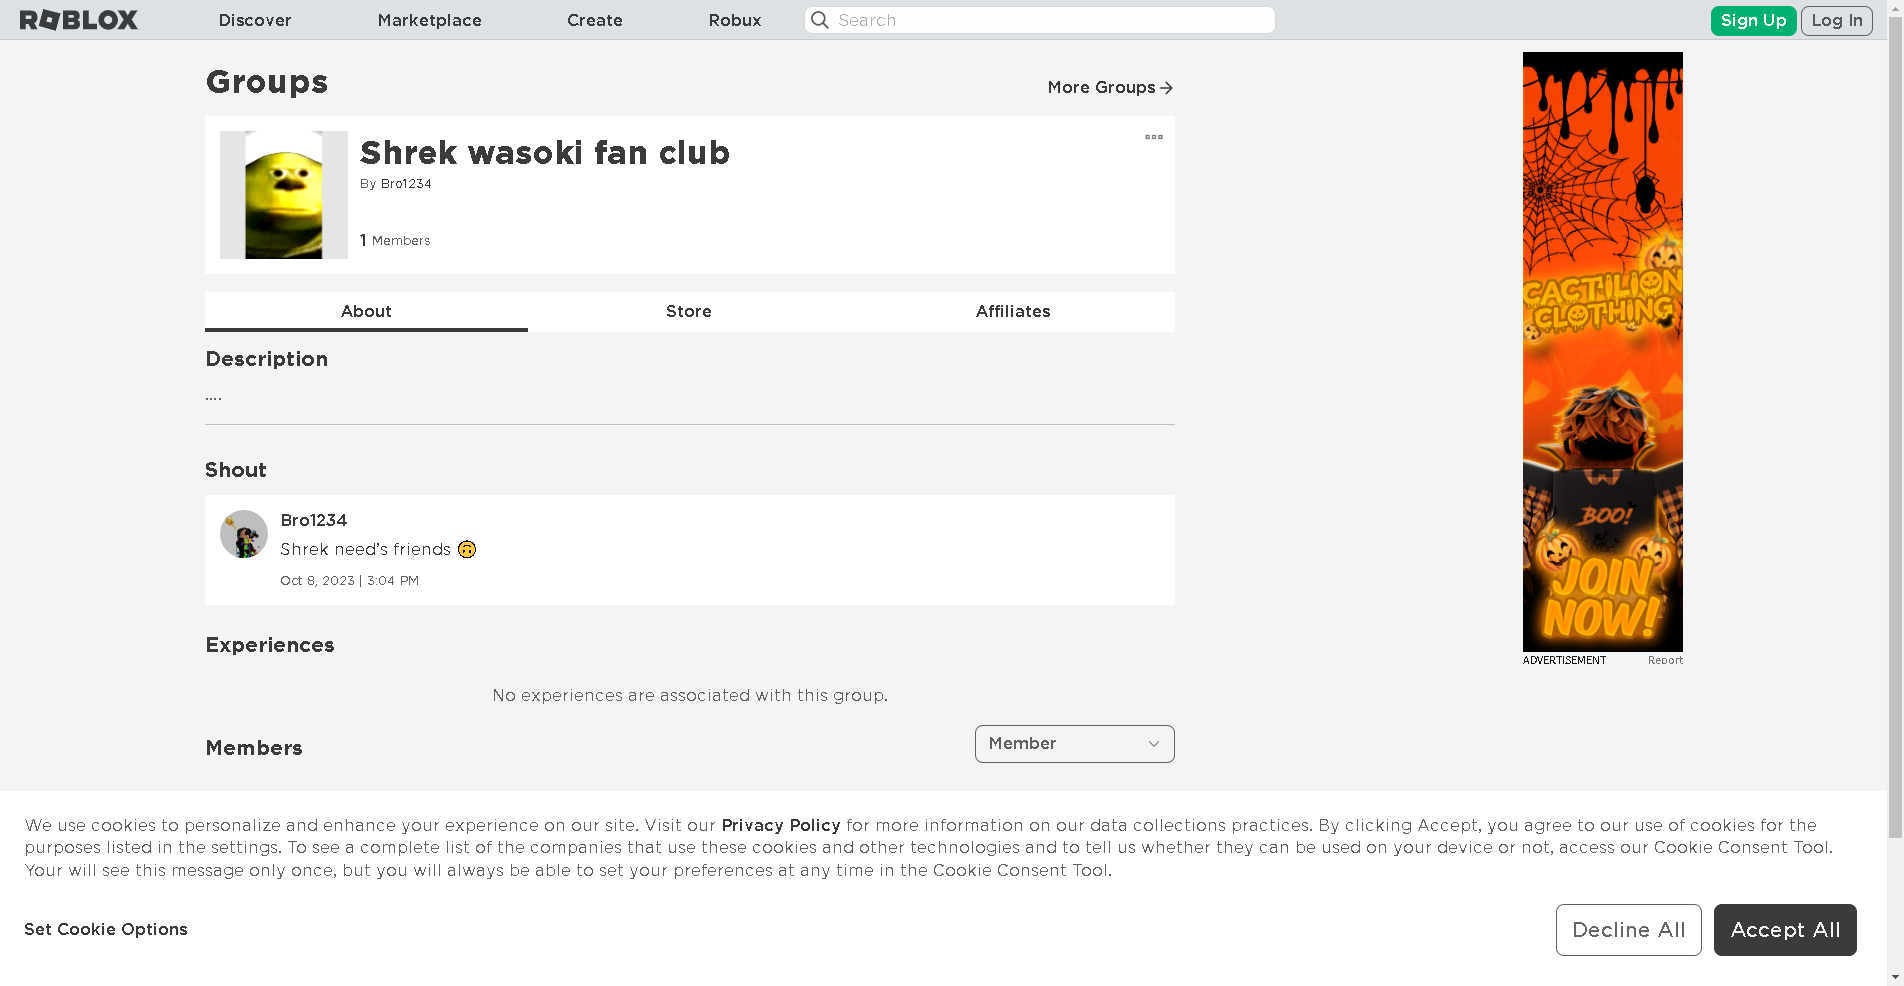 ROBLOX
Discover
Marketplace
Create
Robux
Search
Sign Up
Log In
Groups
More Groups
Shrek wasoki fan club
By Bro1234
1 Members
About
Store
Affiliates
Description
....
Shout
Bro1234
Shrek need's friends 🙃
Oct 8, 2023 | 3:04 PM
Experiences
No experiences are associated with this group.
Members
Member
CACTILION
CLOTHING
BOO!
JOIN
NOW!
ADVERTISEMENT
Report
We use cookies to personalize and enhance your experience on our site. Visit our Privacy Policy for more information on our data collections practices. By clicking Accept, you agree to our use of cookies for the
purposes listed in the settings. To see a complete list of the companies that use these cookies and other technologies and to tell us whether they can be used on your device or not, access our Cookie Consent Tool.
Your will see this message only once, but you will always be able to set your preferences at any time in the Cookie Consent Tool.
Set Cookie Options
Decline All
Accept All